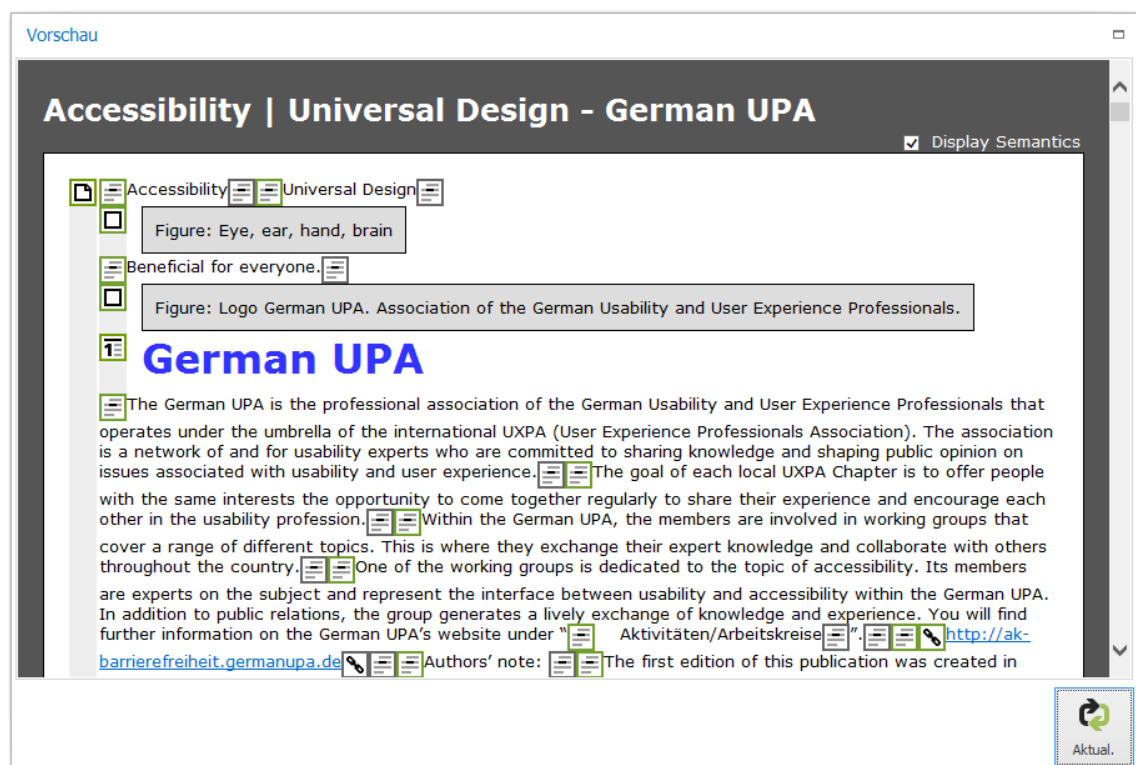 Vorschau
Accessibility | Universal Design - German UPA
Display Semantics
Accessibility Universal Design
Figure: Eye, ear, hand, brain
Beneficial for everyone.
Figure: Logo German UPA. Association of the German Usability and User Experience Professionals.
1
German UPA
The German UPA is the professional association of the German Usability and User Experience Professionals that
operates under the umbrella of the international UXPA (User Experience Professionals Association). The association
is a network of and for usability experts who are committed to sharing knowledge and shaping public opinion on
issues associated with usability and user experience. The goal of each local UXPA Chapter is to offer people
with the same interests the opportunity to come together regularly to share their experience and encourage each
other in the usability profession. Within the German UPA, the members are involved in working groups that
cover a range of different topics. This is where they exchange their expert knowledge and collaborate with others
throughout the country. One of the working groups is dedicated to the topic of accessibility. Its members
are experts on the subject and represent the interface between usability and accessibility within the German UPA.
In addition to public relations, the group generates a lively exchange of knowledge and experience. You will find
further information on the German UPA’s website under “ Aktivitäten/Arbeitskreise”. http://ak-
barrierefreiheit.germanupa.de Authors’ note: The first edition of this publication was created in
Aktual.